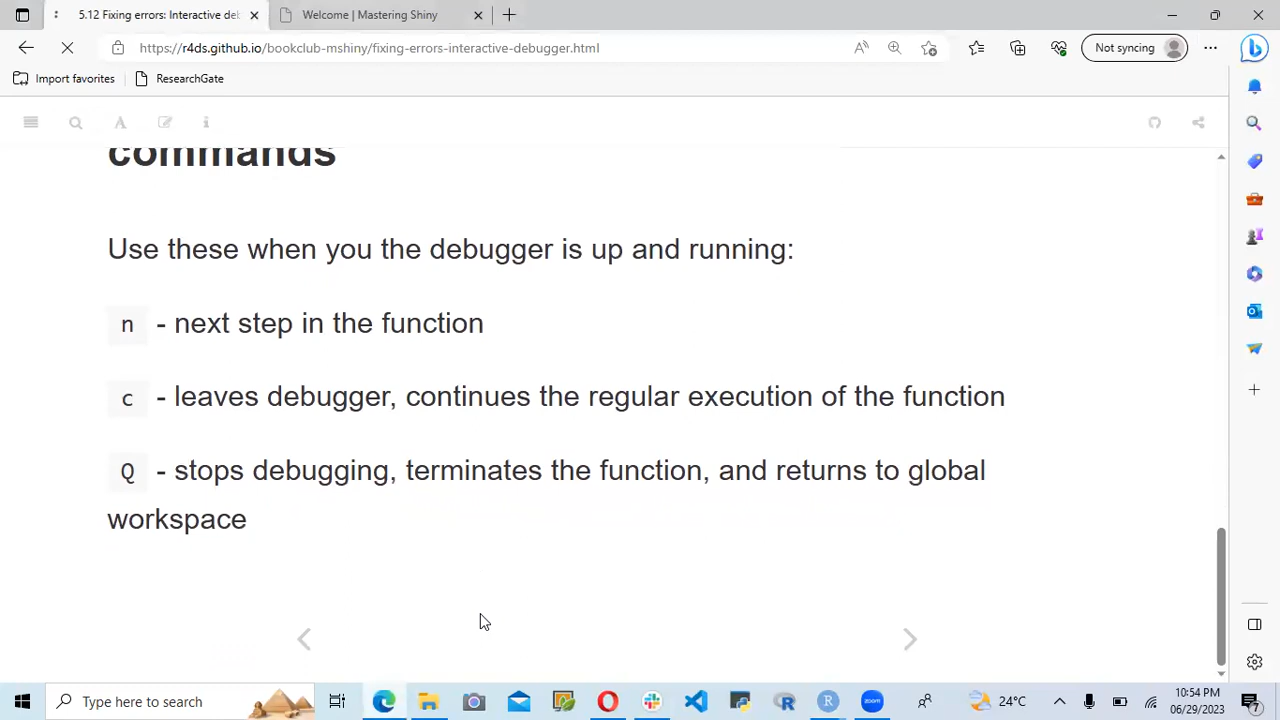 5.12 Fixing errors: Interactive deb
Welcome | Mastering Shiny
https://r4ds.github.io/bookclub-mshiny/fixing-errors-interactive-debugger.html
Not syncing
Import favorites
ResearchGate
commands
Use these when you the debugger is up and running:
n - next step in the function
c - leaves debugger, continues the regular execution of the function
Q - stops debugging, terminates the function, and returns to global
workspace
Type here to search
zoom
24°C
10:54 PM
06/29/2023
7